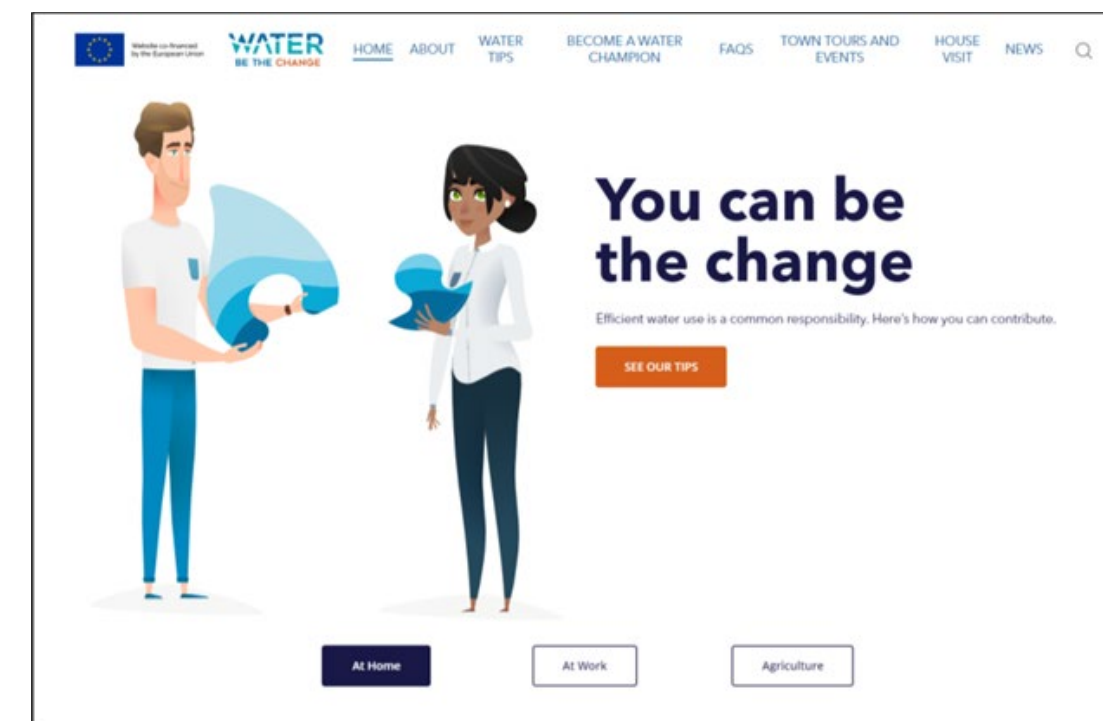 Website co-financed
by the European Union
WATER
BE THE CHANGE
HOME
ABOUT
WATER
TIPS
BECOME A WATER
CHAMPION
FAQS
TOWN TOURS AND
EVENTS
HOUSE
VISIT
NEWS
You can be
the change
Efficient water use is a common responsibility. Here's how you can contribute.
SEE OUR TIPS
At Home
At Work
Agriculture